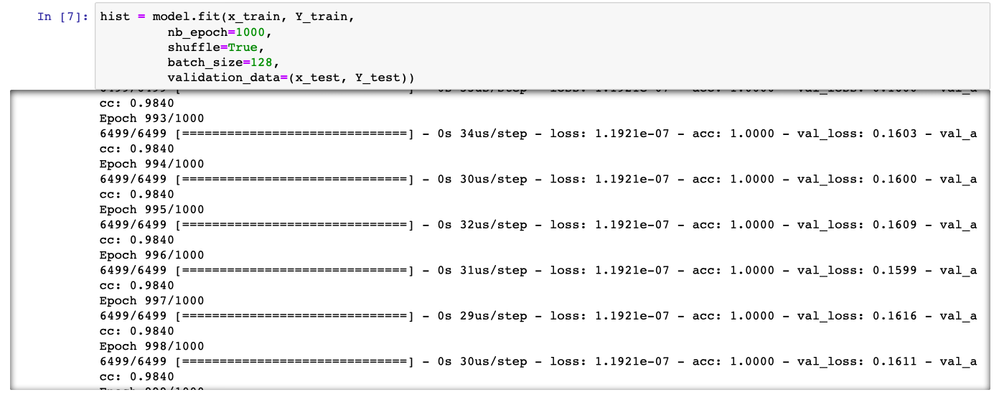 In [7]: hist = model.fit(x_train, Y_train,
nb_epoch=1000,
shuffle=True,
batch_size=128,
validation_data=(x_test, Y_test))
cc: 0.9840
Epoch 993/1000
6499/6499 [==============================] - 0s 34us/step - loss: 1.1921e-07 - acc: 1.0000 - val_loss: 0.1603 - val_a
cc: 0.9840
Epoch 994/1000
6499/6499 [==============================] - 0s 30us/step - loss: 1.1921e-07 - acc: 1.0000 - val_loss: 0.1600 - val_a
cc: 0.9840
Epoch 995/1000
6499/6499 [==============================] - 0s 32us/step - loss: 1.1921e-07 - acc: 1.0000 - val_loss: 0.1609 - val_a
cc: 0.9840
Epoch 996/1000
6499/6499 [==============================] - 0s 31us/step - loss: 1.1921e-07 - acc: 1.0000 - val_loss: 0.1599 - val_a
cc: 0.9840
Epoch 997/1000
6499/6499 [==============================] - 0s 29us/step - loss: 1.1921e-07 - acc: 1.0000 - val_loss: 0.1616 - val_a
cc: 0.9840
Epoch 998/1000
6499/6499 [==============================] - 0s 30us/step - loss: 1.1921e-07 - acc: 1.0000 - val_loss: 0.1611 - val_a
cc: 0.9840